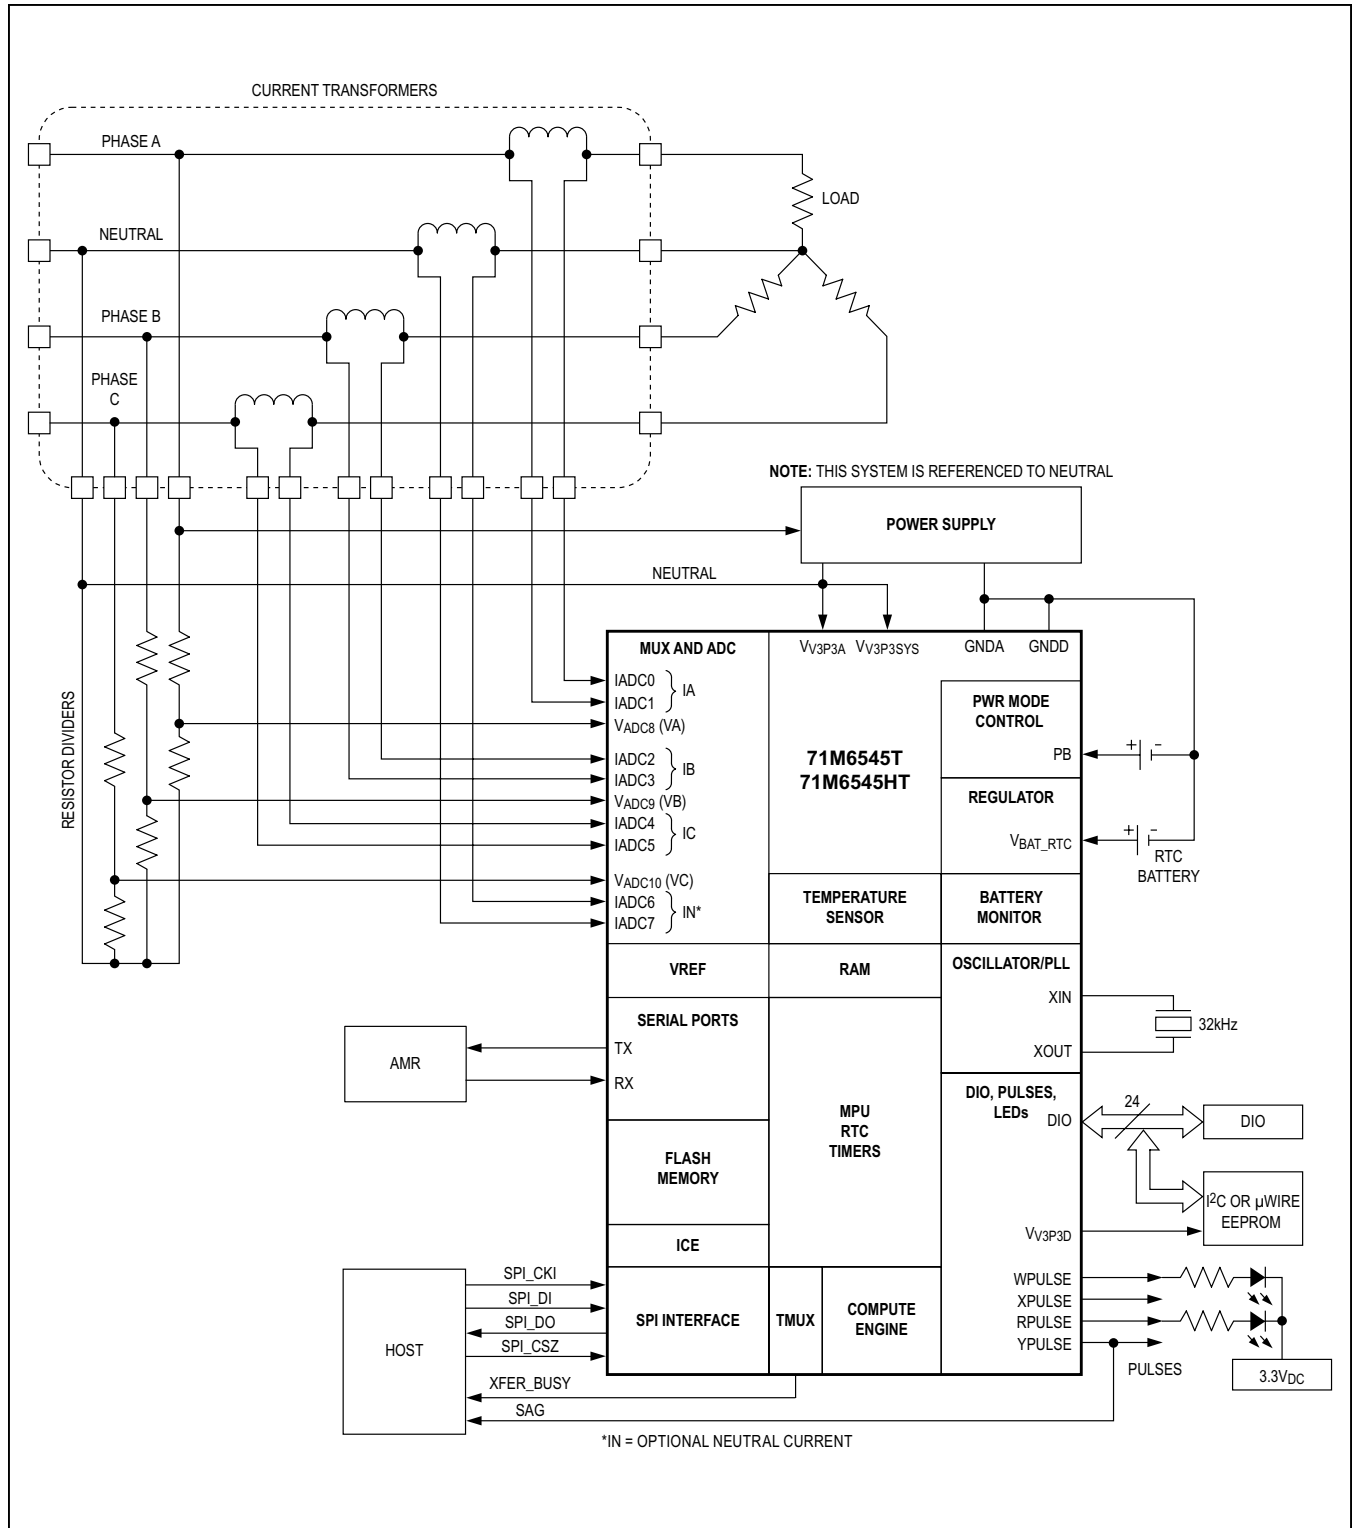 CURRENT TRANSFORMERS
PHASE A
LOAD
NEUTRAL
PHASE B
PHASE
C
NOTE: THIS SYSTEM IS REFERENCED TO NEUTRAL
POWER SUPPLY
NEUTRAL
RESISTOR DIVIDERS
MUX AND ADC
VV3P3A VV3P3SYS
GNDA GNDD
IADC0
IADC1
IA
VADC8 (VA)
IADC2
IADC3
IB
VADC9 (VB)
IADC4
IADC5
IC
VADC10 (VC)
IADC6
IADC7
IN*
71M6545T
71M6545HT
PWR MODE
CONTROL
PB
+ -
REGULATOR
VBAT_RTC
+ -
RTC
BATTERY
TEMPERATURE
SENSOR
BATTERY
MONITOR
VREF
RAM
OSCILLATOR/PLL
XIN
XOUT
32kHz
SERIAL PORTS
TX
RX
AMR
MPU
RTC
TIMERS
DIO, PULSES,
LEDs
DIO
24
DIO
I2C OR µWIRE
EEPROM
VV3P3D
FLASH
MEMORY
ICE
WPULSE
XPULSE
RPULSE
YPULSE
PULSES
3.3VDC
SPI INTERFACE
TMUX
COMPUTE
ENGINE
HOST
SPI_CKI
SPI_DI
SPI_DO
SPI_CSZ
XFER_BUSY
SAG
*IN = OPTIONAL NEUTRAL CURRENT